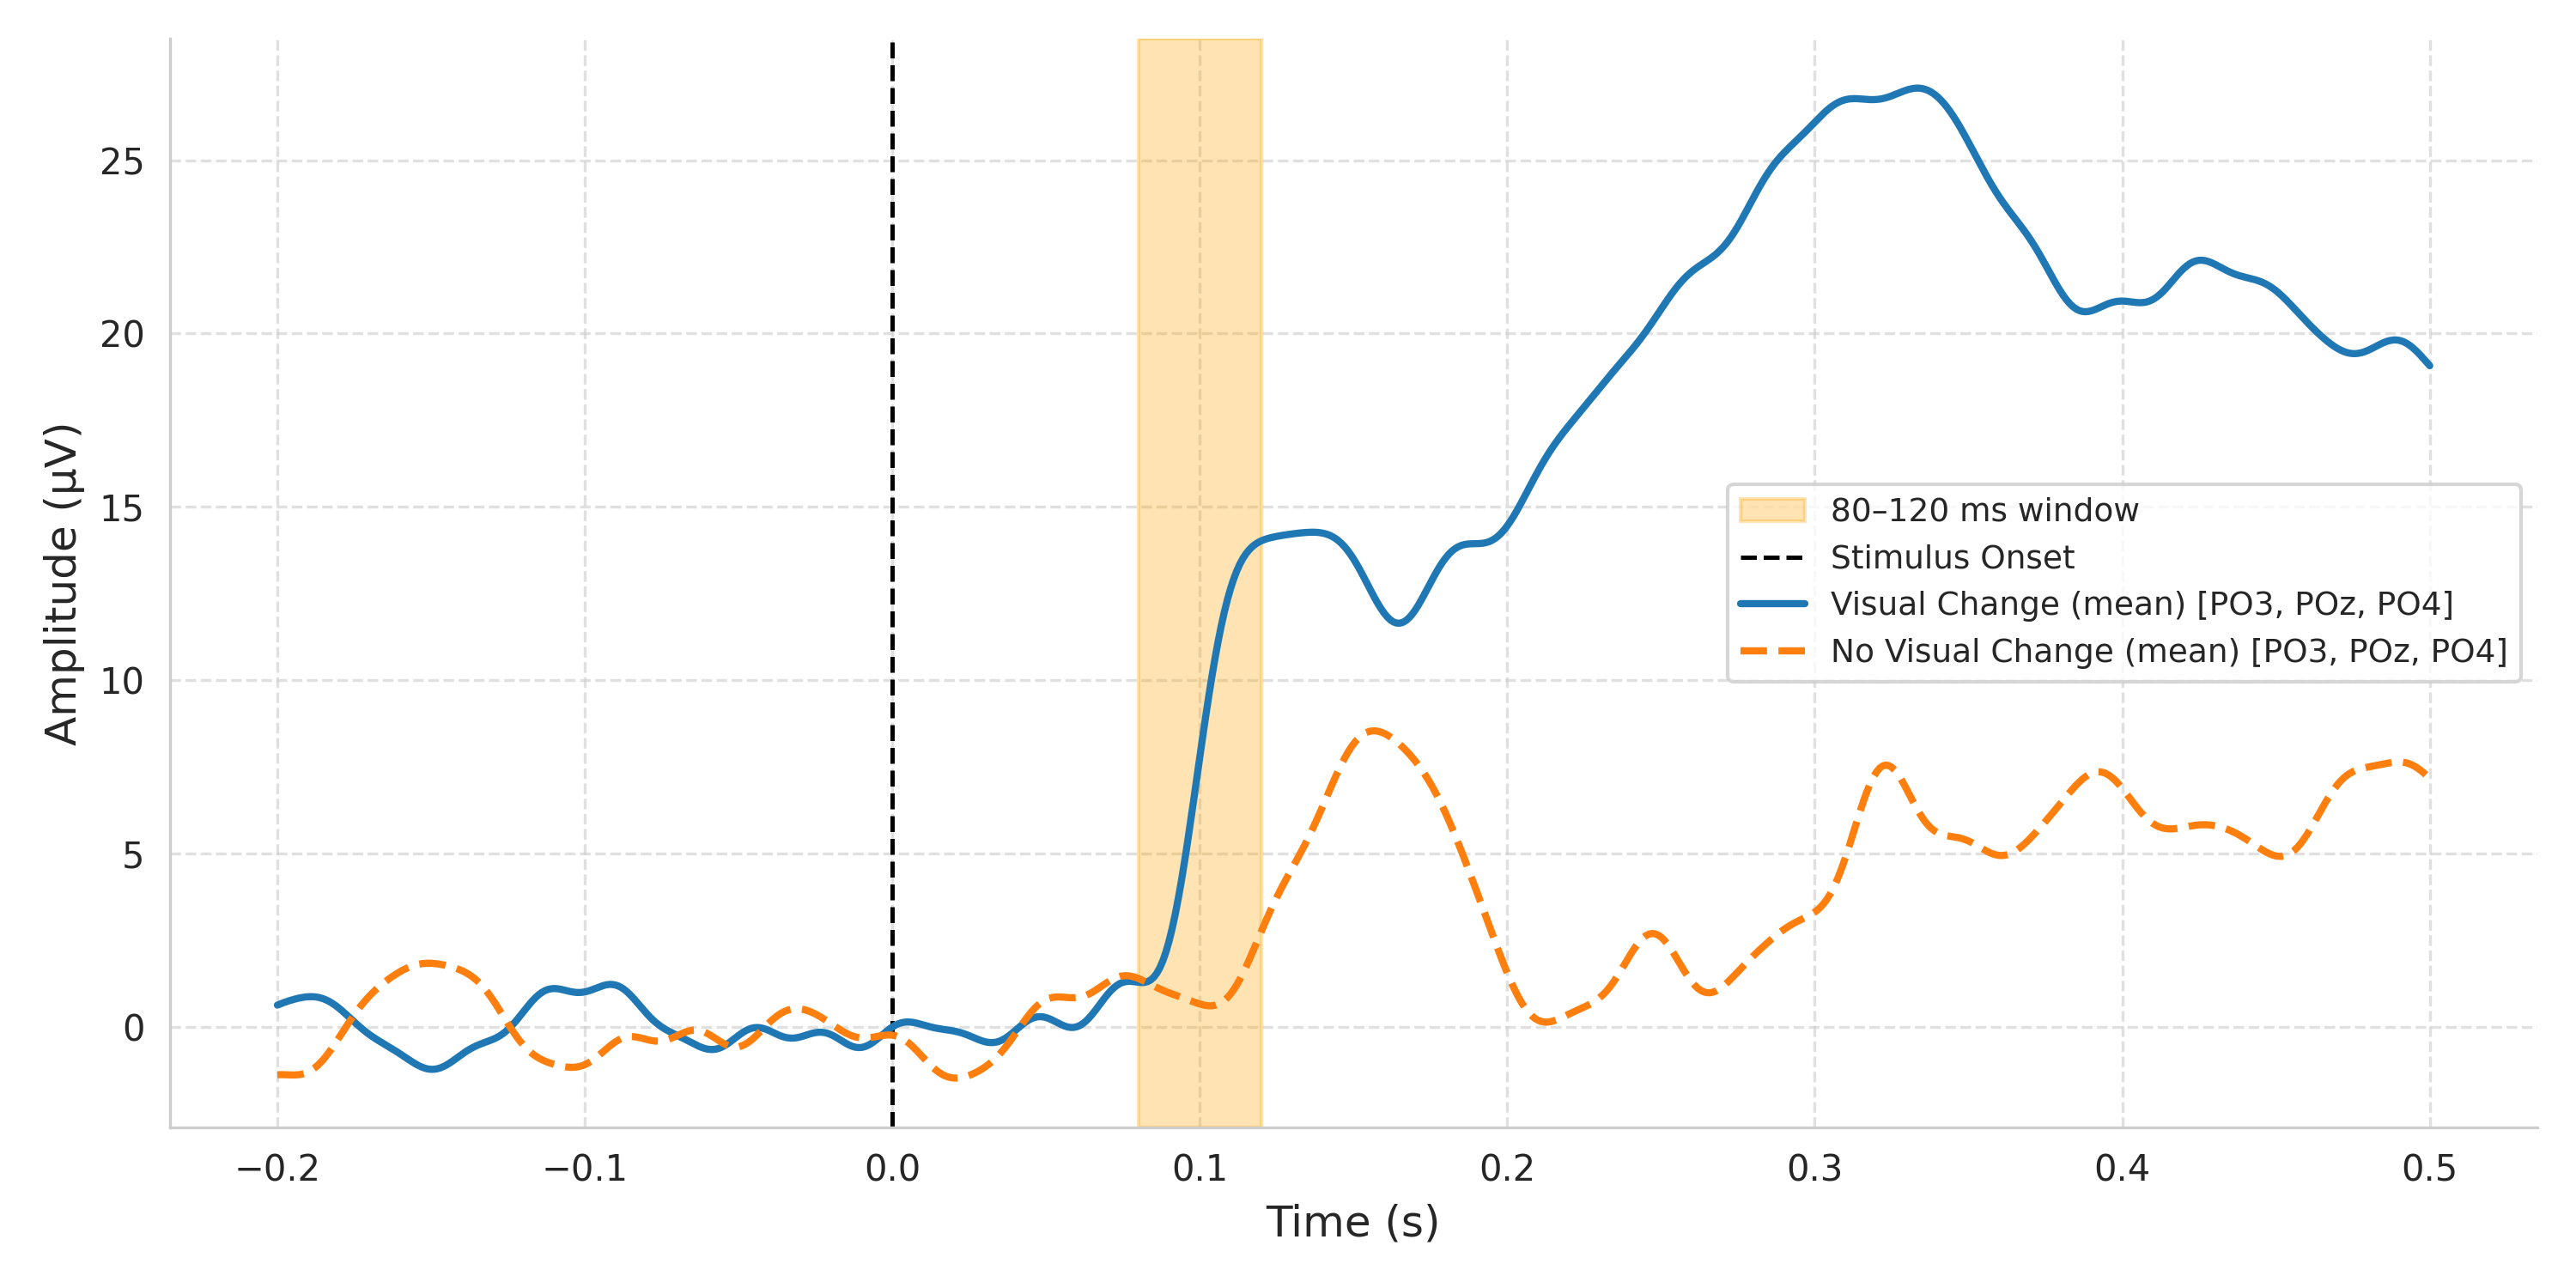 Amplitude (µV)
25
20
15
10
5
0
80–120 ms window
Stimulus Onset
Visual Change (mean) [PO3, POz, PO4]
No Visual Change (mean) [PO3, POz, PO4]
−0.2
−0.1
0.0
0.1
0.2
0.3
0.4
0.5
Time (s)